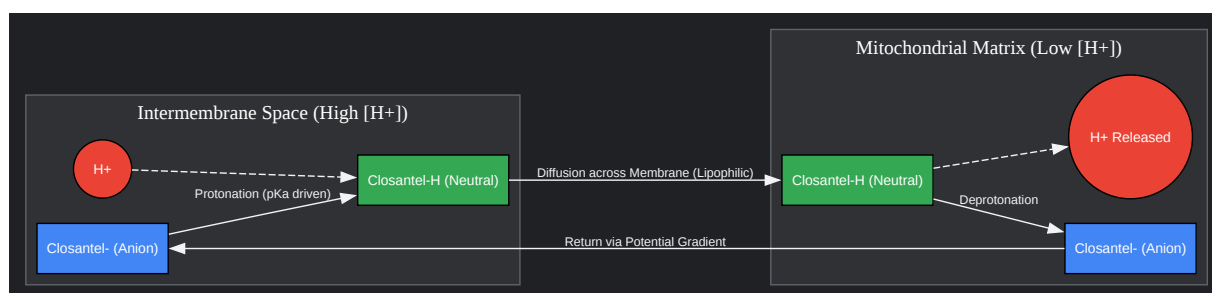 Intermembrane Space (High [H+])
H+
Protonation (pKa driven)
Closantel- (Anion)
Closantel-H (Neutral)
Diffusion across Membrane (Lipophilic)
Return via Potential Gradient
Mitochondrial Matrix (Low [H+])
Closantel-H (Neutral)
H+ Released
Deprotonation
Closantel- (Anion)